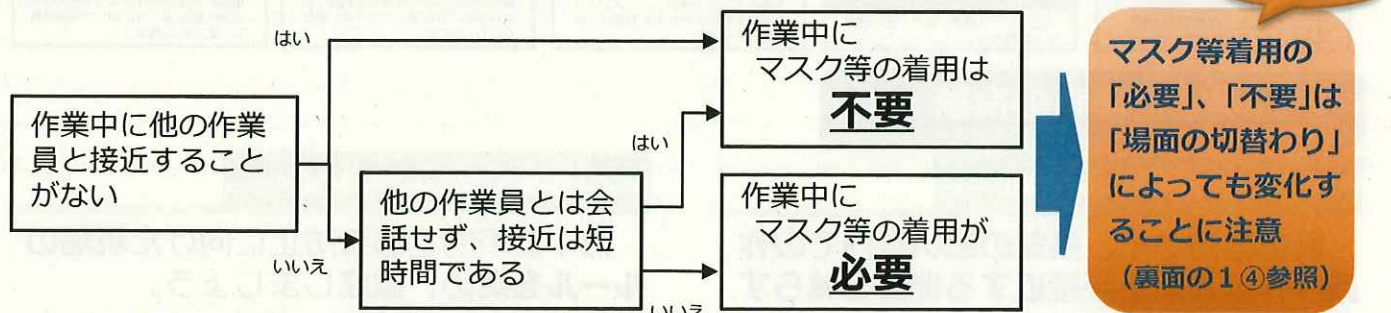 はい
作業中に他の作業
員と接近すること
がない
いいえ
他の作業員とは会
話せず、接近は短
時間である
はい
いいえ
作業中に
マスク等の着用は
不要
作業中に
マスク等の着用が
必要
マスク等着用の
「必要」、「不要」は
「場面の切替わり」
によっても変化す
ることに注意
(裏面の1④参照)